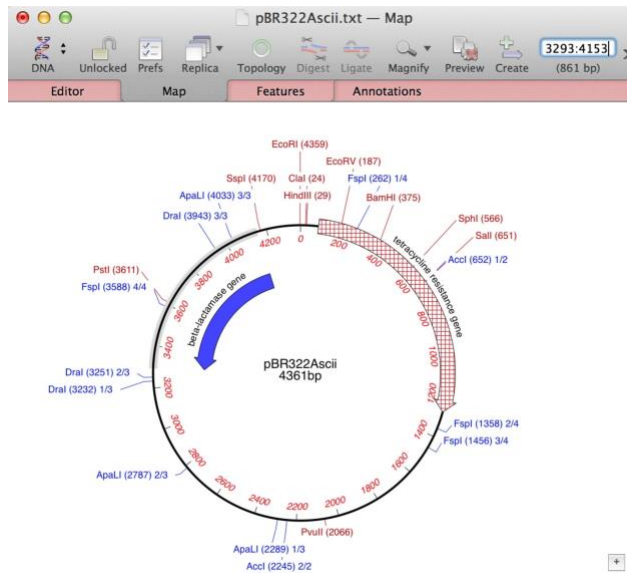 pBR322Ascii.txt — Map
3293:4153
DNA Unlocked Prefs Replica Topology Digest Ligate Magnify Preview Create (861 bp)
Editor Map Features Annotations
EcoRI (4359)
EcoRV (187)
SspI (4170) ClaI (24) FspI (262) 1/4
ApaLI (4033) 3/3 HindIII (29) BamHI (375)
DraI (3943) 3/3
SphI (566)
SalI (651)
AccI (652) 1/2
PstI (3611)
FspI (3588) 4/4
0
200
400
600
800
1000
1200
1400
1600
1800
2000
2200
2400
2600
2800
3000
3200
3400
3600
3800
4000
4200
tetracycline resistance gene
beta-lactamase gene
pBR322Ascii
4361bp
DraI (3251) 2/3
DraI (3232) 1/3
FspI (1358) 2/4
FspI (1456) 3/4
ApaLI (2787) 2/3
PvuII (2066)
ApaLI (2289) 1/3
AccI (2245) 2/2